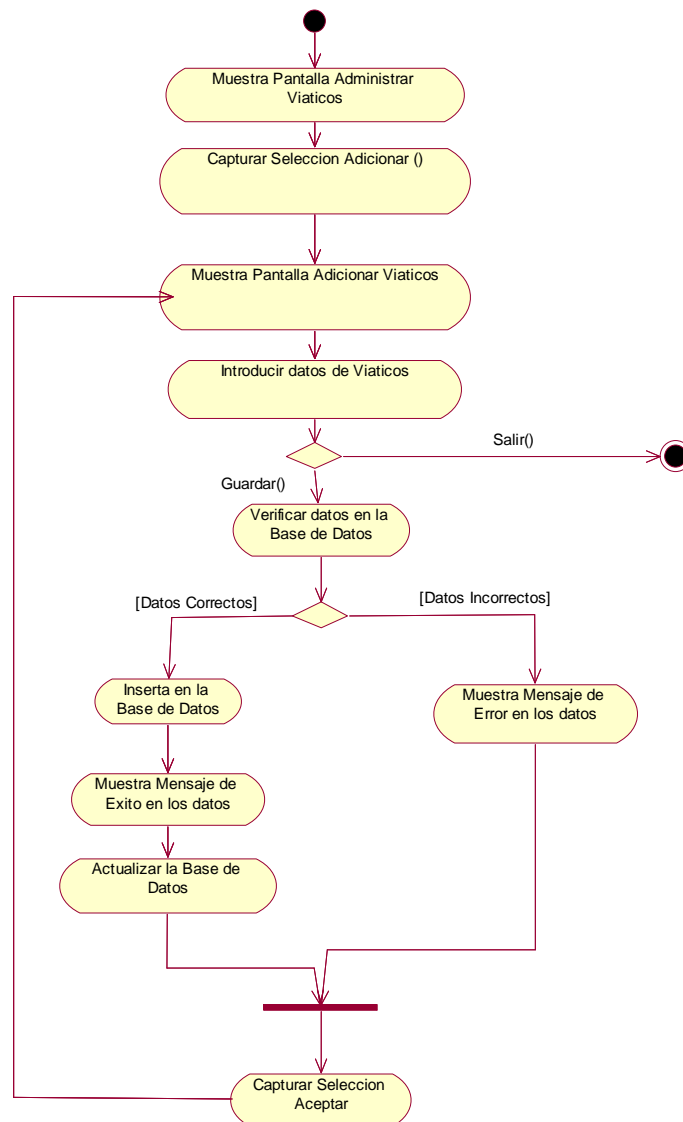 Muestra Pantalla Administrar
Viaticos
Capturar Seleccion Adicionar ()
Muestra Pantalla Adicionar Viaticos
Introducir datos de Viaticos
Salir()
Guardar()
Verificar datos en la
Base de Datos
[Datos Correctos]
[Datos Incorrectos]
Inserta en la
Base de Datos
Muestra Mensaje de
Error en los datos
Muestra Mensaje de
Exito en los datos
Actualizar la Base de
Datos
Capturar Seleccion
Aceptar